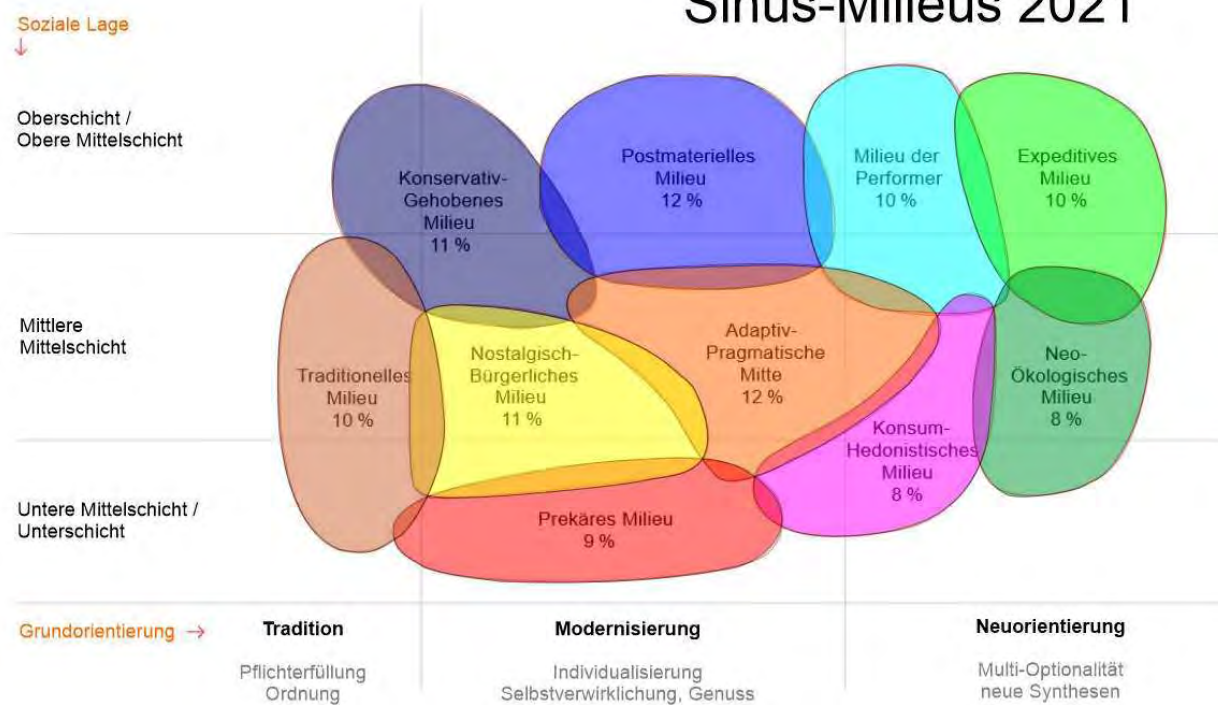 Sinus-Milieus 2021
Soziale Lage
↓
Oberschicht /
Obere Mittelschicht
Konservativ-
Gehobenes
Milieu
11 %
Postmaterielles
Milieu
12 %
Milieu der
Performer
10 %
Expeditives
Milieu
10 %
Mittlere
Mittelschicht
Traditionelles
Milieu
10 %
Nostalgisch-
Bürgerliches
Milieu
11 %
Adaptiv-
Pragmatische
Mitte
12 %
Konsum-
Hedonistisches
Milieu
8 %
Neo-
Ökologisches
Milieu
8 %
Untere Mittelschicht /
Unterschicht
Prekäres Milieu
9 %
Grundorientierung →
Tradition
Pflichterfüllung
Ordnung
Modernisierung
Individualisierung
Selbstverwirklichung, Genuss
Neuorientierung
Multi-Optionalität
neue Synthesen